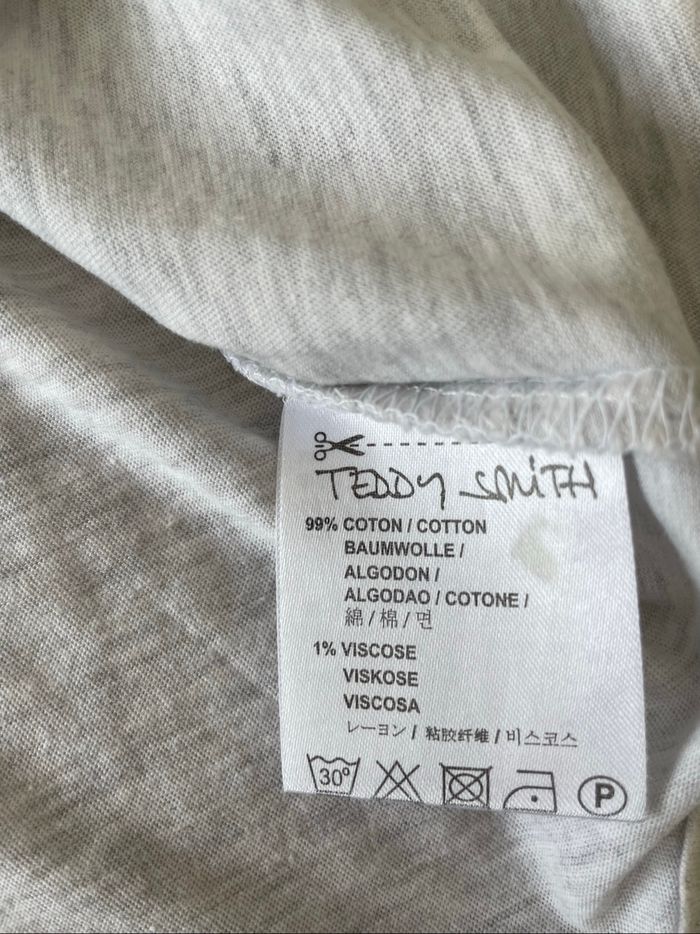 TEDDY SMITH
99% COTON / COTTON
BAUMWOLLE /
ALGODON /
ALGODAO / COTONE /
綿 / 棉 / 면
1% VISCOSE
VISKOSE
VISCOSA
レーヨン / 粘胶纤维 / 비스코스
30º
P